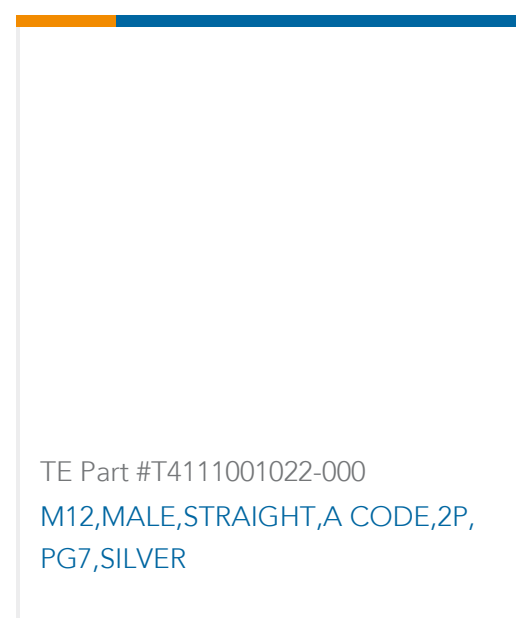 TE Part #T4111001022-000
M12,MALE,STRAIGHT,A CODE,2P,
PG7,SILVER